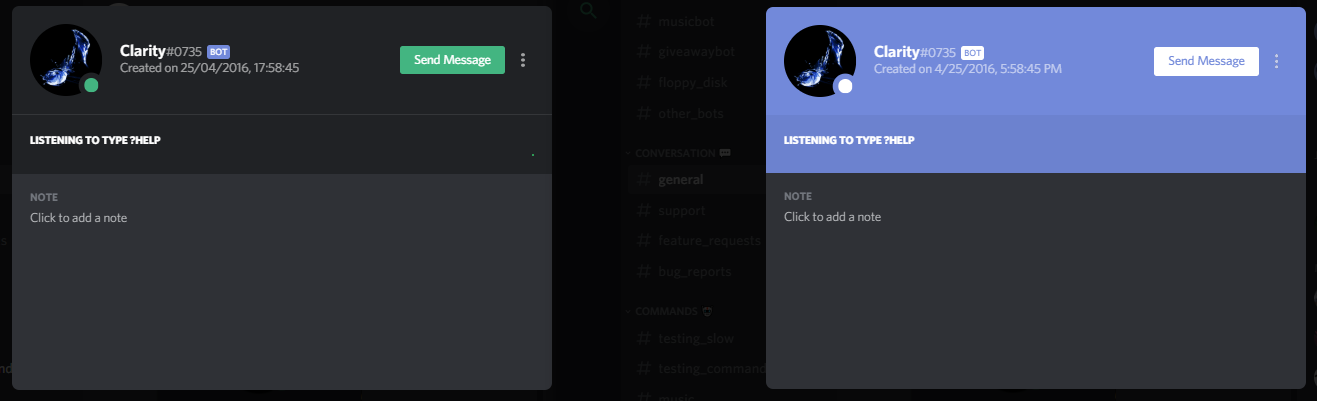 Clarity#0735 BOT
Created on 25/04/2016, 17:58:45
Send Message
LISTENING TO TYPE ?HELP
NOTE
Click to add a note
# musicbot
# giveawaybot
# floppy_disk
# other_bots
CONVERSATION
# general
# support
# feature_requests
# bug_reports
COMMANDS
# testing_slow
# testing_command
# music
Clarity#0735 BOT
Created on 4/25/2016, 5:58:45 PM
Send Message
LISTENING TO TYPE ?HELP
NOTE
Click to add a note